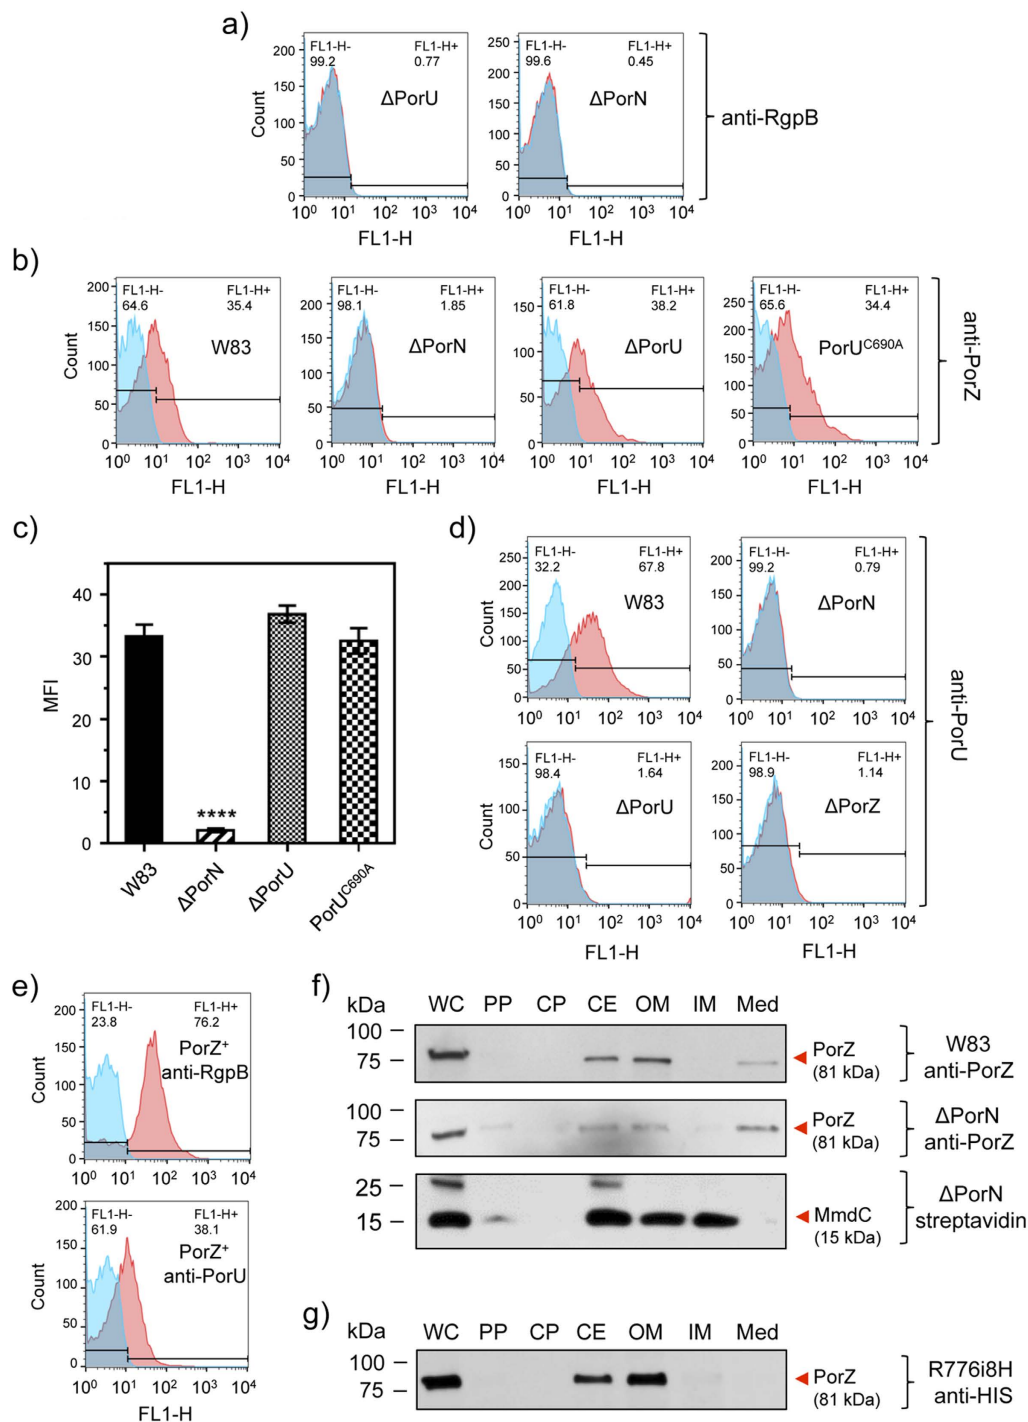 a)
FL1-H- FL1-H+
99.2 0.77
ΔPorU
200
150
100
50
0
10⁰ 10¹ 10² 10³ 10⁴
Count
FL1-H
FL1-H- FL1-H+
99.6 0.45
ΔPorN
250
200
150
100
50
0
10⁰ 10¹ 10² 10³ 10⁴
FL1-H
anti-RgpB
b)
FL1-H- FL1-H+
64.6 35.4
W83
200
150
100
50
0
10⁰ 10¹ 10² 10³ 10⁴
Count
FL1-H
FL1-H- FL1-H+
98.1 1.85
ΔPorN
200
150
100
50
0
10⁰ 10¹ 10² 10³ 10⁴
FL1-H
FL1-H- FL1-H+
61.8 38.2
ΔPorU
150
100
50
0
10⁰ 10¹ 10² 10³ 10⁴
FL1-H
FL1-H- FL1-H+
65.6 34.4
PorUᶜ⁶⁹⁰ᴬ
250
200
150
100
50
0
10⁰ 10¹ 10² 10³ 10⁴
FL1-H
anti-PorZ
c)
40
30
20
10
0
MFI
****
W83
ΔPorN
ΔPorU
PorUᶜ⁶⁹⁰ᴬ
d)
FL1-H- FL1-H+
32.2 67.8
W83
250
200
150
100
50
0
10⁰ 10¹ 10² 10³ 10⁴
Count
FL1-H- FL1-H+
99.2 0.79
ΔPorN
200
150
100
50
0
10⁰ 10¹ 10² 10³ 10⁴
FL1-H- FL1-H+
98.4 1.64
ΔPorU
150
100
50
0
10⁰ 10¹ 10² 10³ 10⁴
Count
FL1-H
FL1-H- FL1-H+
98.9 1.14
ΔPorZ
200
150
100
50
0
10⁰ 10¹ 10² 10³ 10⁴
FL1-H
anti-PorU
e)
FL1-H- FL1-H+
23.8 76.2
PorZ⁺
anti-RgpB
200
150
100
50
0
10⁰ 10¹ 10² 10³ 10⁴
Count
FL1-H- FL1-H+
61.9 38.1
PorZ⁺
anti-PorU
200
150
100
50
0
10⁰ 10¹ 10² 10³ 10⁴
Count
FL1-H
f)
kDa WC PP CP CE OM IM Med
100
75
PorZ
(81 kDa)
W83
anti-PorZ
100
75
PorZ
(81 kDa)
ΔPorN
anti-PorZ
25
15
MmdC
(15 kDa)
ΔPorN
streptavidin
g)
kDa WC PP CP CE OM IM Med
100
75
PorZ
(81 kDa)
R776i8H
anti-HIS